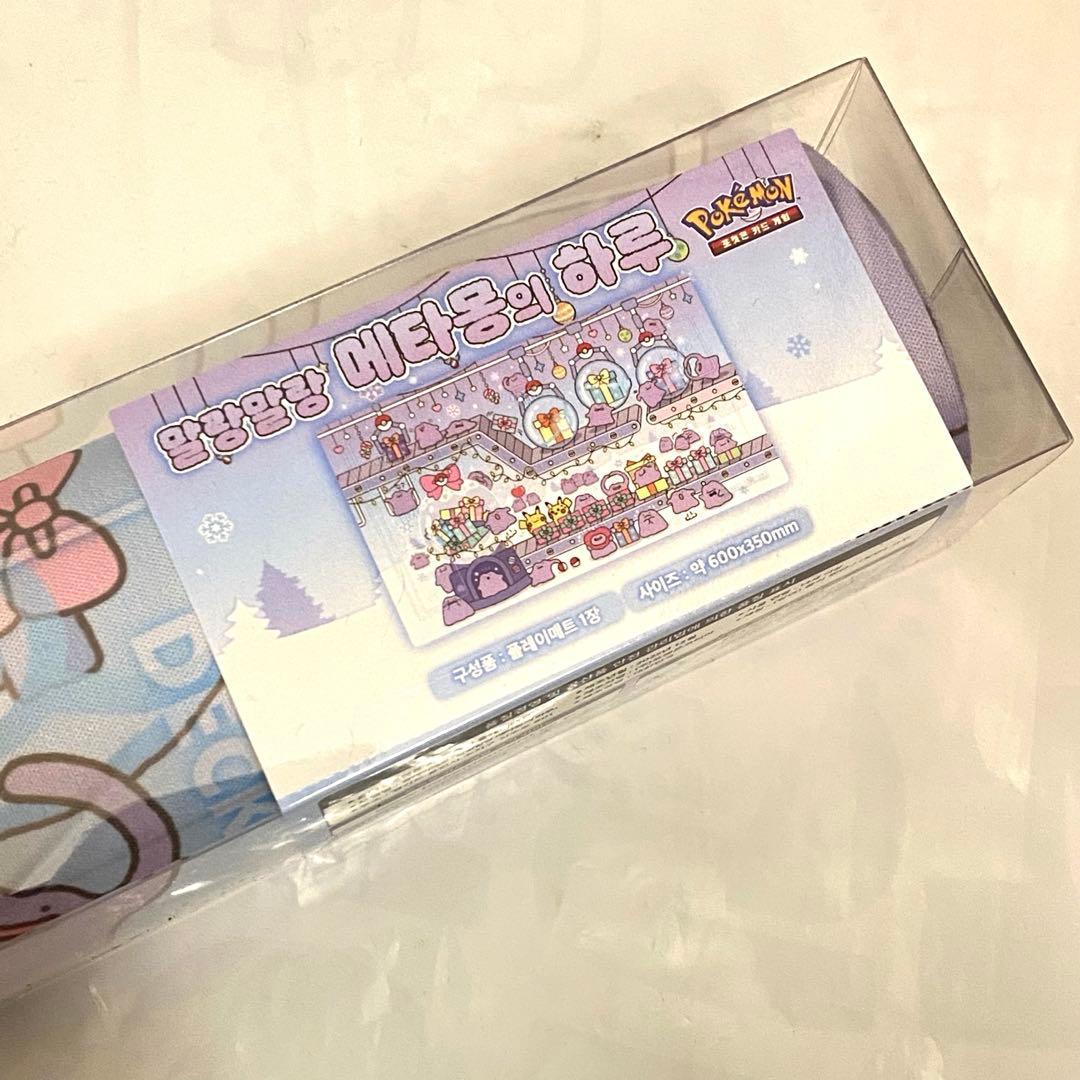 Pokémon
포켓몬 카드 게임
말랑말랑 메타몽의 하루
구성품 : 플레이매트 1장
사이즈 : 약 600x350mm
DECK